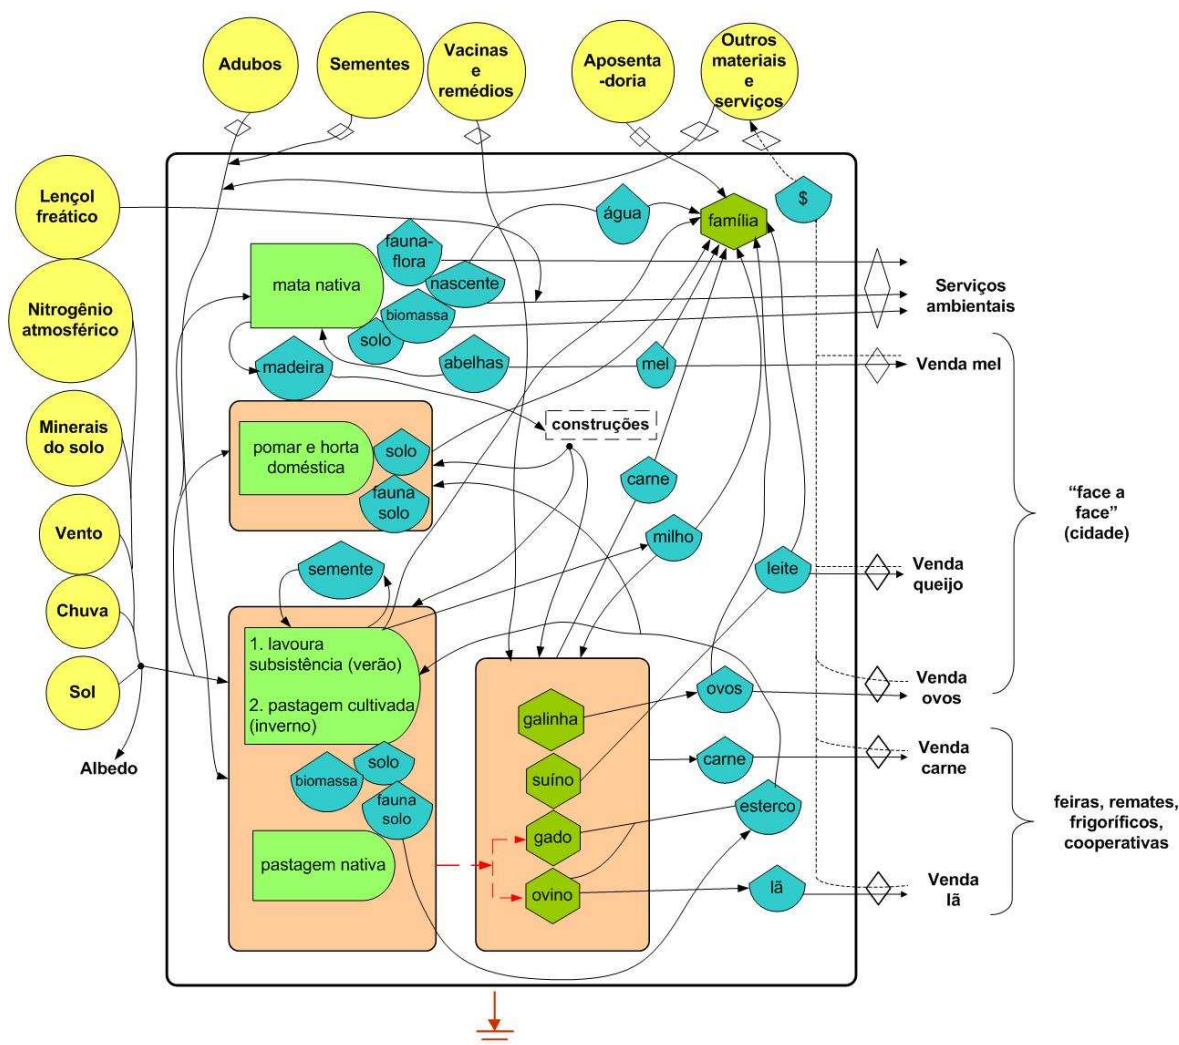 Adubos
Sementes
Vacinas
e
remédios
Aposenta
-doria
Outros
materiais
e
serviços
Lençol
freático
$
água
família
fauna-
flora
mata nativa
nascente
Serviços
ambientais
Nitrogênio
atmosférico
biomassa
solo
madeira
abelhas
mel
Venda mel
Minerais
do solo
construções
pomar e horta
doméstica
solo
carne
fauna
solo
“face a
face”
(cidade)
Vento
milho
semente
leite
Venda
queijo
Chuva
1. lavoura
subsistência (verão)
2. pastagem cultivada
(inverno)
Sol
ovos
Venda
ovos
galinha
Albedo
solo
biomassa
suíno
carne
Venda
carne
fauna
solo
esterco
feiras, remates,
frigoríficos,
cooperativas
gado
pastagem nativa
ovino
lã
Venda
lã